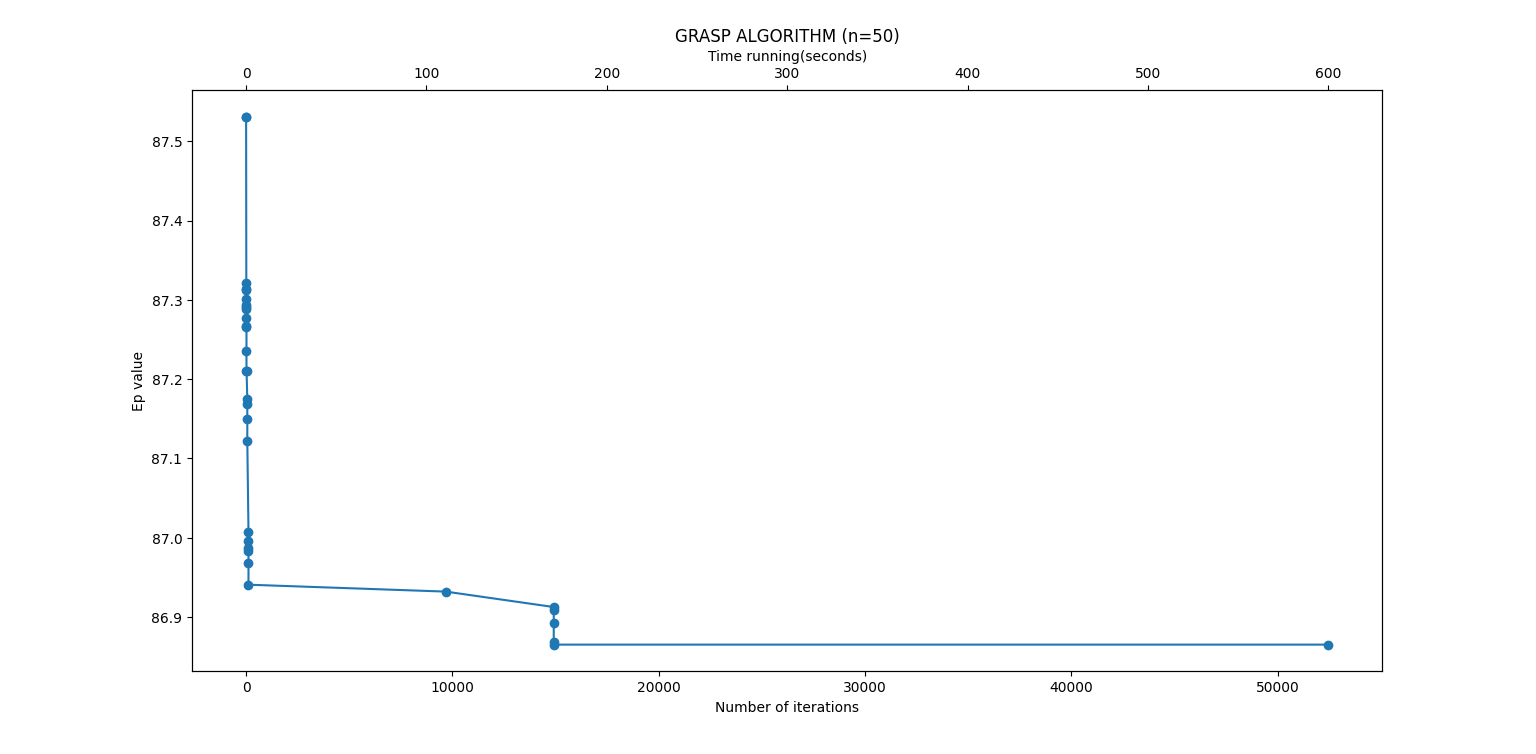 GRASP ALGORITHM (n=50)
Time running(seconds)
0 100 200 300 400 500 600
87.5
87.4
87.3
87.2
87.1
87.0
86.9
Ep value
0 10000 20000 30000 40000 50000
Number of iterations